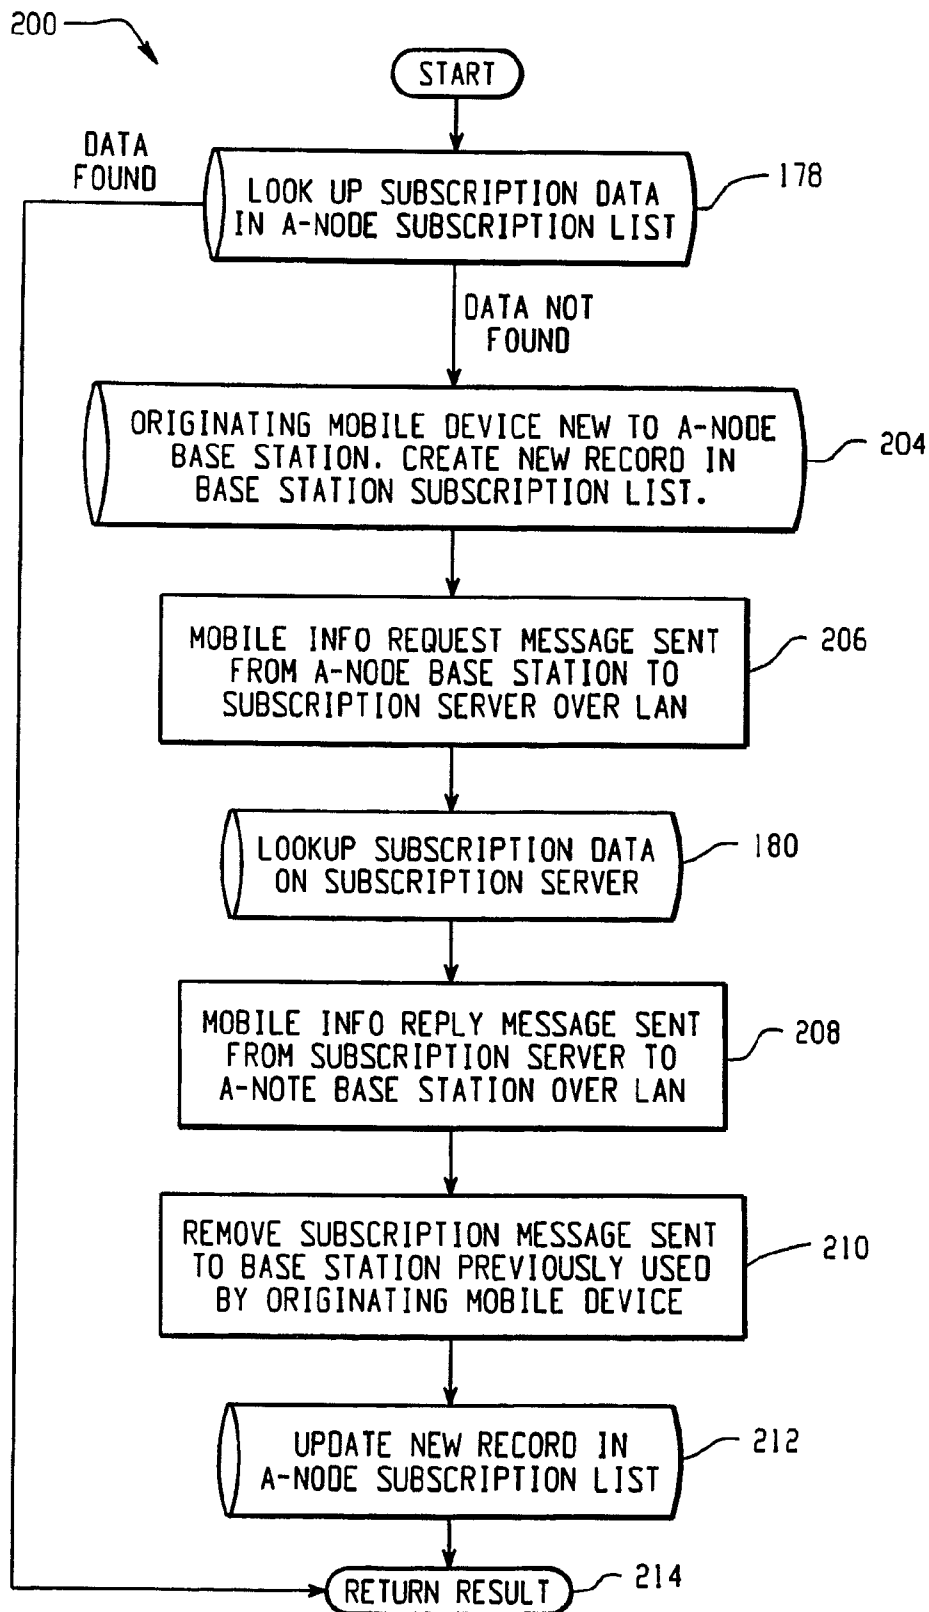 200
START
DATA
FOUND
LOOK UP SUBSCRIPTION DATA
IN A-NODE SUBSCRIPTION LIST
178
DATA NOT
FOUND
ORIGINATING MOBILE DEVICE NEW TO A-NODE
BASE STATION. CREATE NEW RECORD IN
BASE STATION SUBSCRIPTION LIST.
204
MOBILE INFO REQUEST MESSAGE SENT
FROM A-NODE BASE STATION TO
SUBSCRIPTION SERVER OVER LAN
206
LOOKUP SUBSCRIPTION DATA
ON SUBSCRIPTION SERVER
180
MOBILE INFO REPLY MESSAGE SENT
FROM SUBSCRIPTION SERVER TO
A-NOTE BASE STATION OVER LAN
208
REMOVE SUBSCRIPTION MESSAGE SENT
TO BASE STATION PREVIOUSLY USED
BY ORIGINATING MOBILE DEVICE
210
UPDATE NEW RECORD IN
A-NODE SUBSCRIPTION LIST
212
RETURN RESULT
214